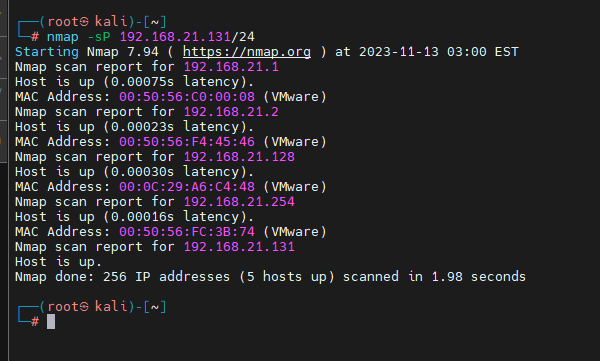 ┌──(root㉿kali)-[~]
└─# nmap -sP 192.168.21.131/24
Starting Nmap 7.94 ( https://nmap.org ) at 2023-11-13 03:00 EST
Nmap scan report for 192.168.21.1
Host is up (0.00075s latency).
MAC Address: 00:50:56:C0:00:08 (VMware)
Nmap scan report for 192.168.21.2
Host is up (0.00023s latency).
MAC Address: 00:50:56:F4:45:46 (VMware)
Nmap scan report for 192.168.21.128
Host is up (0.00030s latency).
MAC Address: 00:0C:29:A6:C4:48 (VMware)
Nmap scan report for 192.168.21.254
Host is up (0.00016s latency).
MAC Address: 00:50:56:FC:3B:74 (VMware)
Nmap scan report for 192.168.21.131
Host is up.
Nmap done: 256 IP addresses (5 hosts up) scanned in 1.98 seconds
┌──(root㉿kali)-[~]
└─#